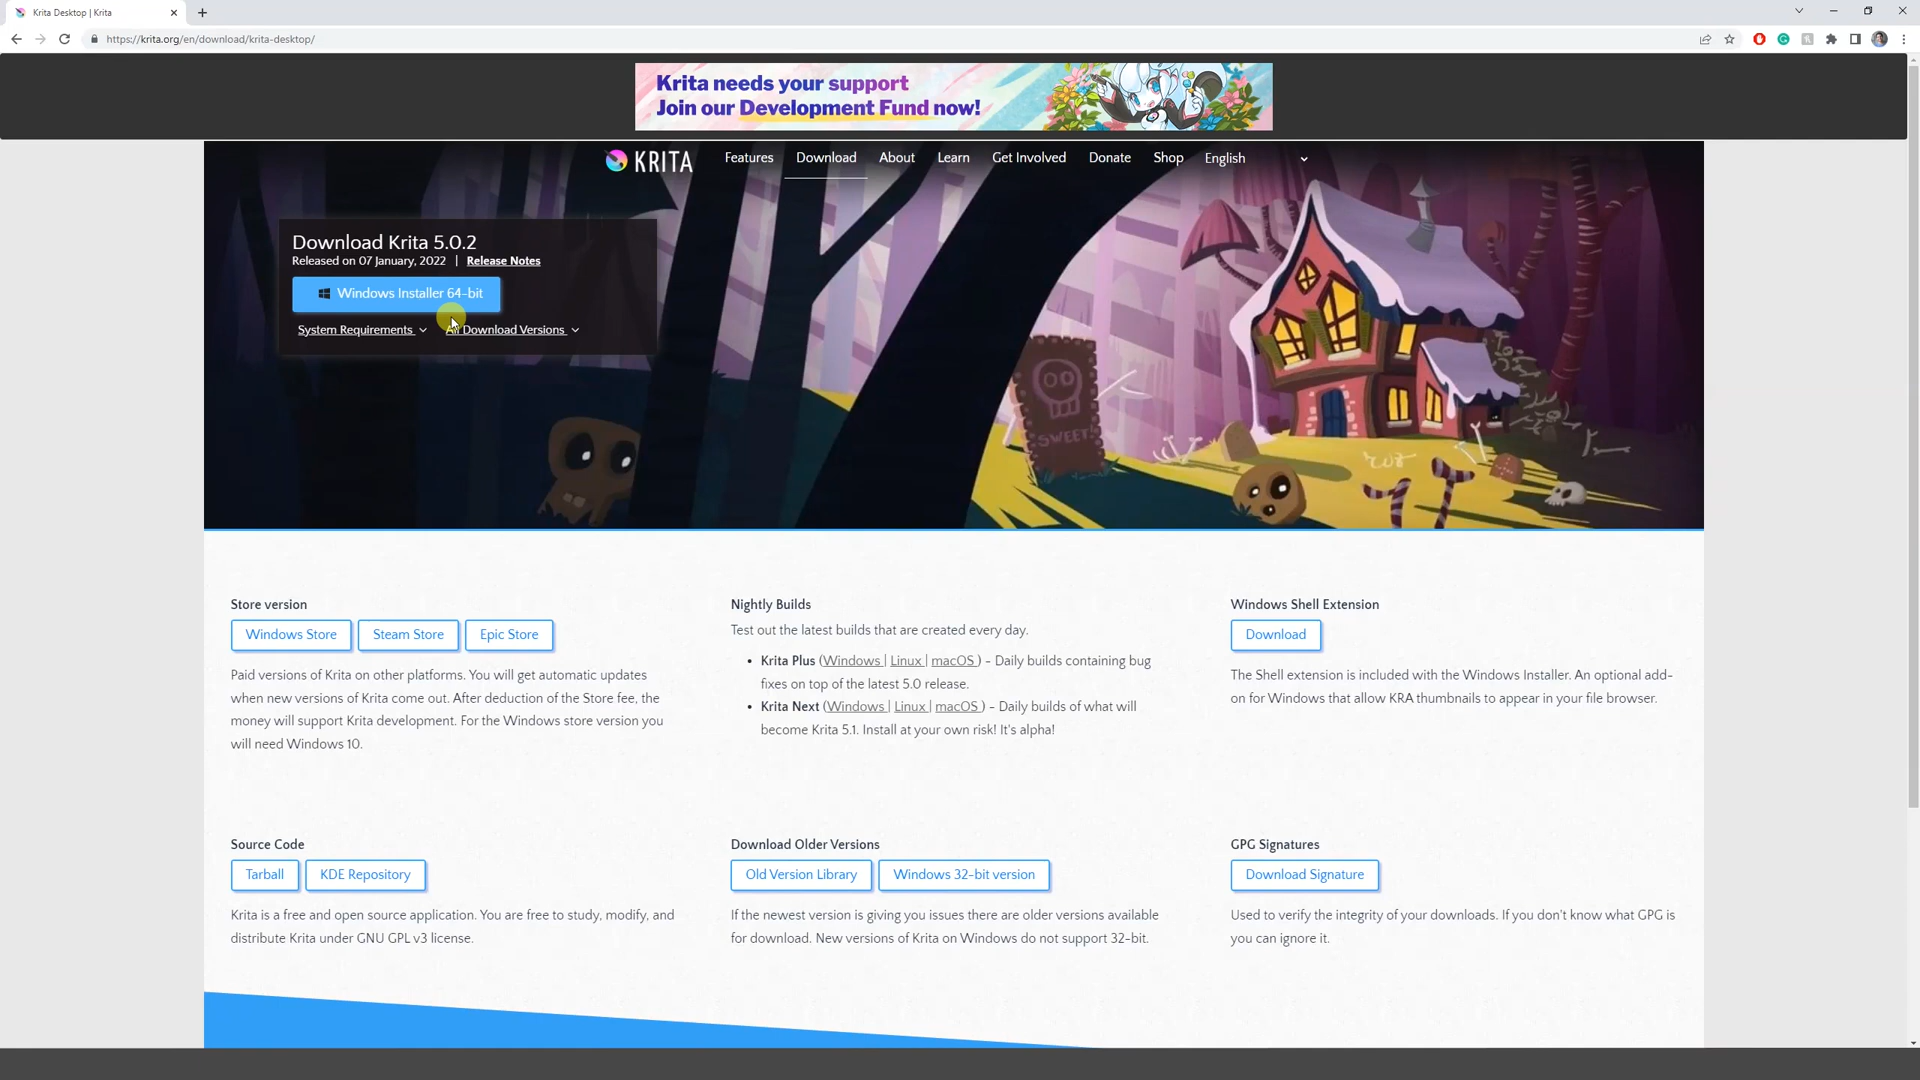 Krita Desktop | Krita
https://krita.org/en/download/krita-desktop/
Krita needs your support
Join our Development Fund now!
KRITA
Features
Download
About
Learn
Get Involved
Donate
Shop
English
Download Krita 5.0.2
Released on 07 January, 2022 | Release Notes
Windows Installer 64-bit
System Requirements
All Download Versions
SWEET!
Store version
Windows Store
Steam Store
Epic Store
Paid versions of Krita on other platforms. You will get automatic updates
when new versions of Krita come out. After deduction of the Store fee, the
money will support Krita development. For the Windows store version you
will need Windows 10.
Nightly Builds
Test out the latest builds that are created every day.
• Krita Plus (Windows | Linux | macOS ) - Daily builds containing bug
fixes on top of the latest 5.0 release.
• Krita Next (Windows | Linux | macOS ) - Daily builds of what will
become Krita 5.1. Install at your own risk! It's alpha!
Windows Shell Extension
Download
The Shell extension is included with the Windows Installer. An optional add-
on for Windows that allow KRA thumbnails to appear in your file browser.
Source Code
Tarball
KDE Repository
Krita is a free and open source application. You are free to study, modify, and
distribute Krita under GNU GPL v3 license.
Download Older Versions
Old Version Library
Windows 32-bit version
If the newest version is giving you issues there are older versions available
for download. New versions of Krita on Windows do not support 32-bit.
GPG Signatures
Download Signature
Used to verify the integrity of your downloads. If you don't know what GPG is
you can ignore it.